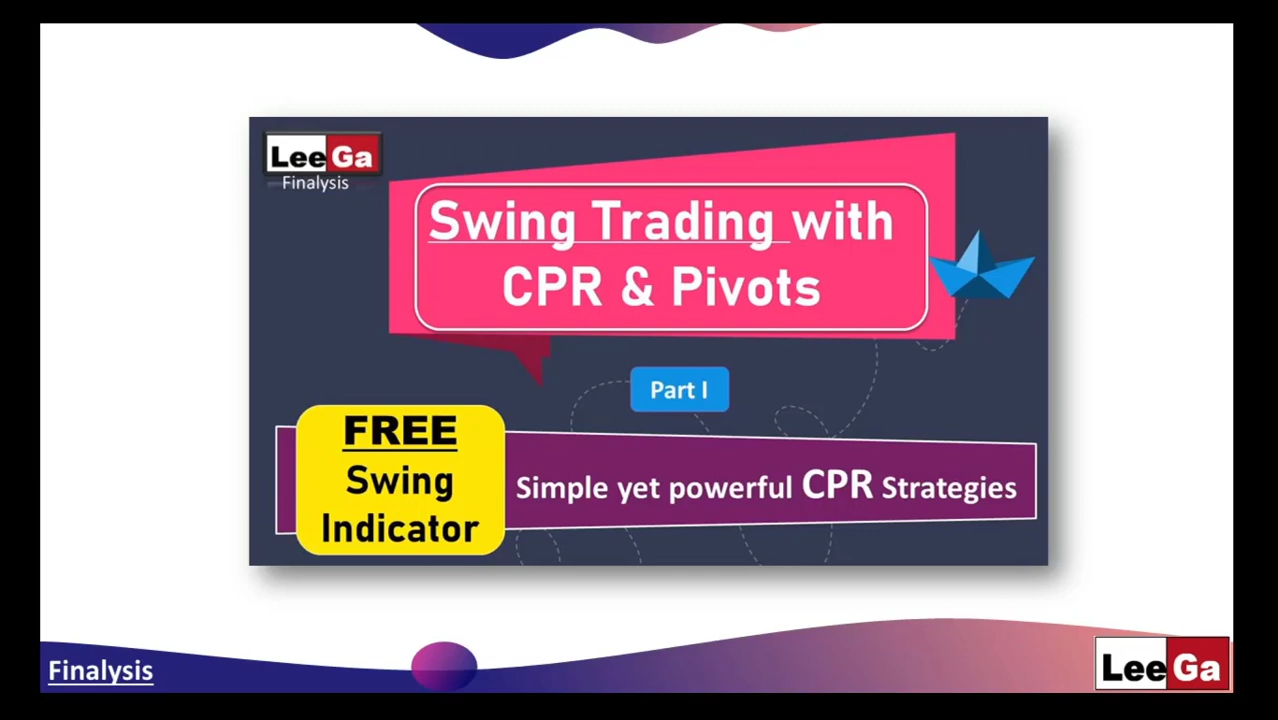 LeeGa
Finalysis
Swing Trading with
CPR & Pivots
Part I
FREE
Swing
Indicator
Simple yet powerful CPR Strategies
Finalysis
LeeGa